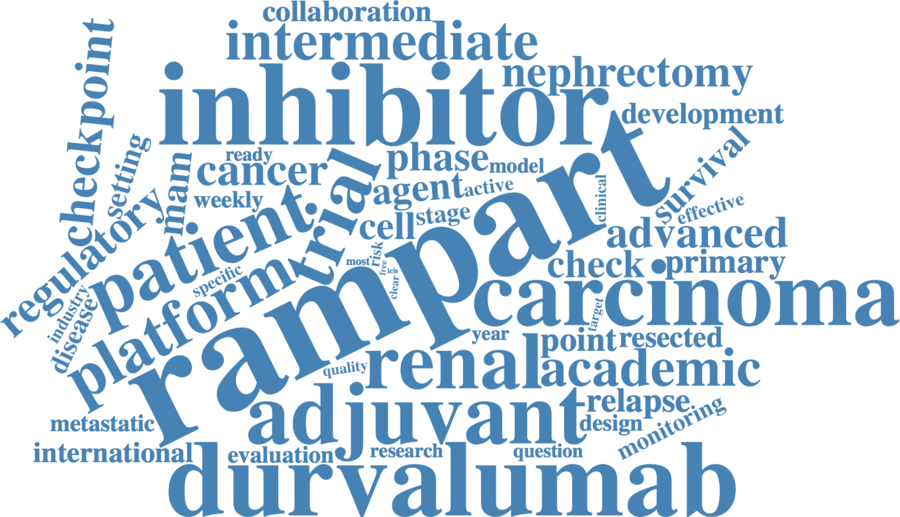 collaboration
intermediate
checkpoint
inhibitor
nephrectomy
development
setting
mam
ready
cancer
weekly
trial
phase
model
agent
active
cell
stage
clinical
survival
effective
regulatory
patient
rampart
advanced
check
primary
industry
disease
specific
platform
most
risk
free
icis
clear
carcinoma
target
year
point
resected
quality
renal
academic
adjuvant
relapse
design
monitoring
metastatic
international
evaluation
research
question
durvalumab